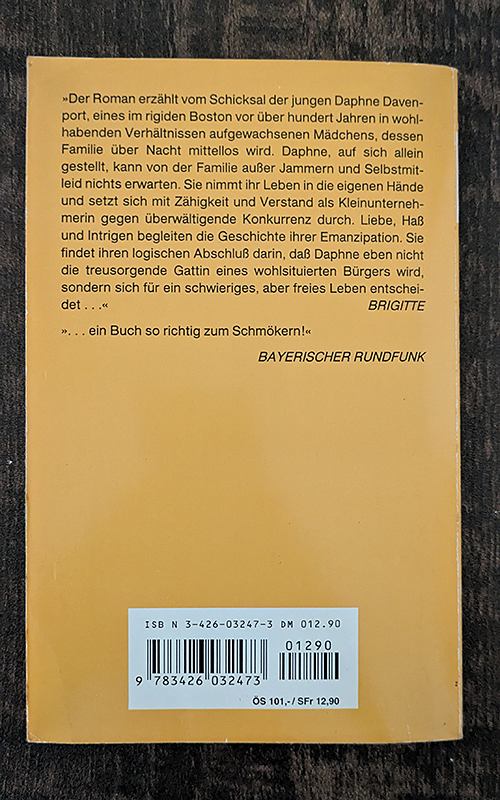 »Der Roman erzählt vom Schicksal der jungen Daphne Daven-
port, eines im rigiden Boston vor über hundert Jahren in wohl-
habenden Verhältnissen aufgewachsenen Mädchens, dessen
Familie über Nacht mittellos wird. Daphne, auf sich allein
gestellt, kann von der Familie außer Jammern und Selbstmit-
leid nichts erwarten. Sie nimmt ihr Leben in die eigenen Hände
und setzt sich mit Zähigkeit und Verstand als Kleinunterneh-
merin gegen überwältigende Konkurrenz durch. Liebe, Haß
und Intrigen begleiten die Geschichte ihrer Emanzipation. Sie
findet ihren logischen Abschluß darin, daß Daphne eben nicht
die treusorgende Gattin eines wohlsituierten Bürgers wird,
sondern sich für ein schwieriges, aber freies Leben entschei-
det . . .« BRIGITTE
». . . ein Buch so richtig zum Schmökern!«
BAYERISCHER RUNDFUNK
ISB N 3-426-03247-3 DM 012.90
01290
9 783426 032473
ÖS 101,- / SFr 12,90